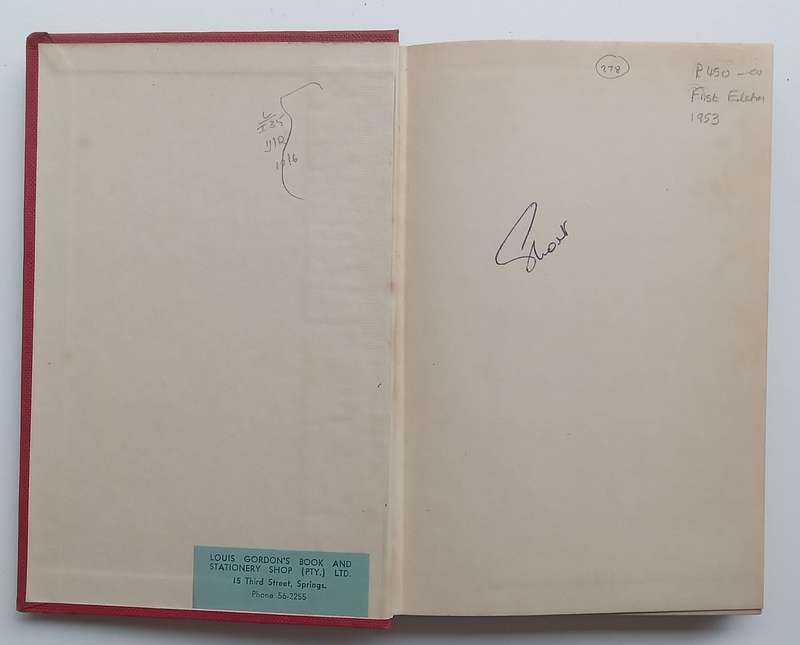 278
R450-00
First Edition
1953
Short
LOUIS GORDON'S BOOK AND
STATIONERY SHOP (PTY.) LTD.
15 Third Street, Springs.
Phone 56-2255